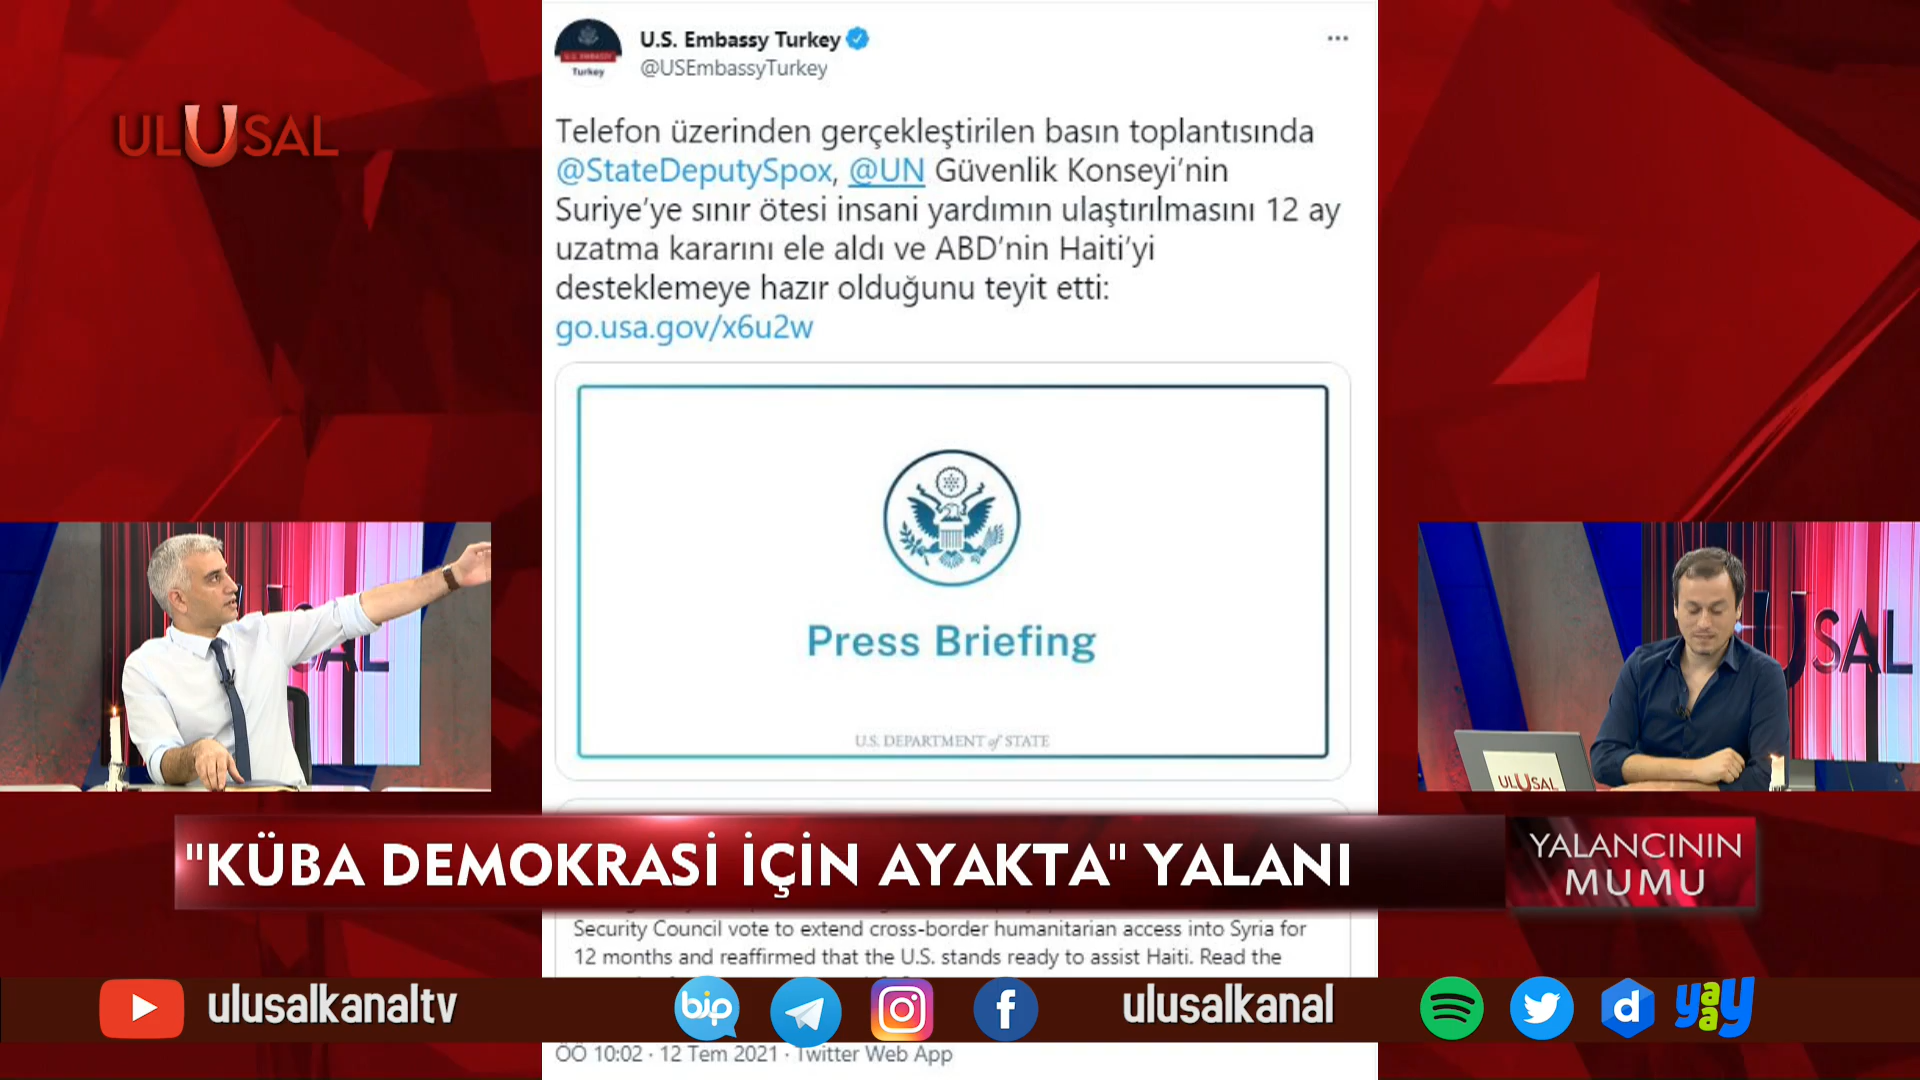 U.S. Embassy Turkey
@USEmbassyTurkey
Turkey
ULUSAL
Telefon üzerinden gerçekleştirilen basın toplantısında
@StateDeputySpox, @UN Güvenlik Konseyi'nin
Suriye'ye sınır ötesi insani yardımın ulaştırılmasını 12 ay
uzatma kararını ele aldı ve ABD'nin Haiti'yi
desteklemeye hazır olduğunu teyit etti:
go.usa.gov/x6u2w
Press Briefing
U.S. DEPARTMENT of STATE
USAL
ULUSAL
"KÜBA DEMOKRASİ İÇİN AYAKTA" YALANI
YALANCININ
MUMU
Security Council vote to extend cross-border humanitarian access into Syria for
12 months and reaffirmed that the U.S. stands ready to assist Haiti. Read the
ulusalkanaltv
bip
ulusalkanal
d
yaay
ÖÖ 10:02 · 12 Tem 2021 · Twitter Web App